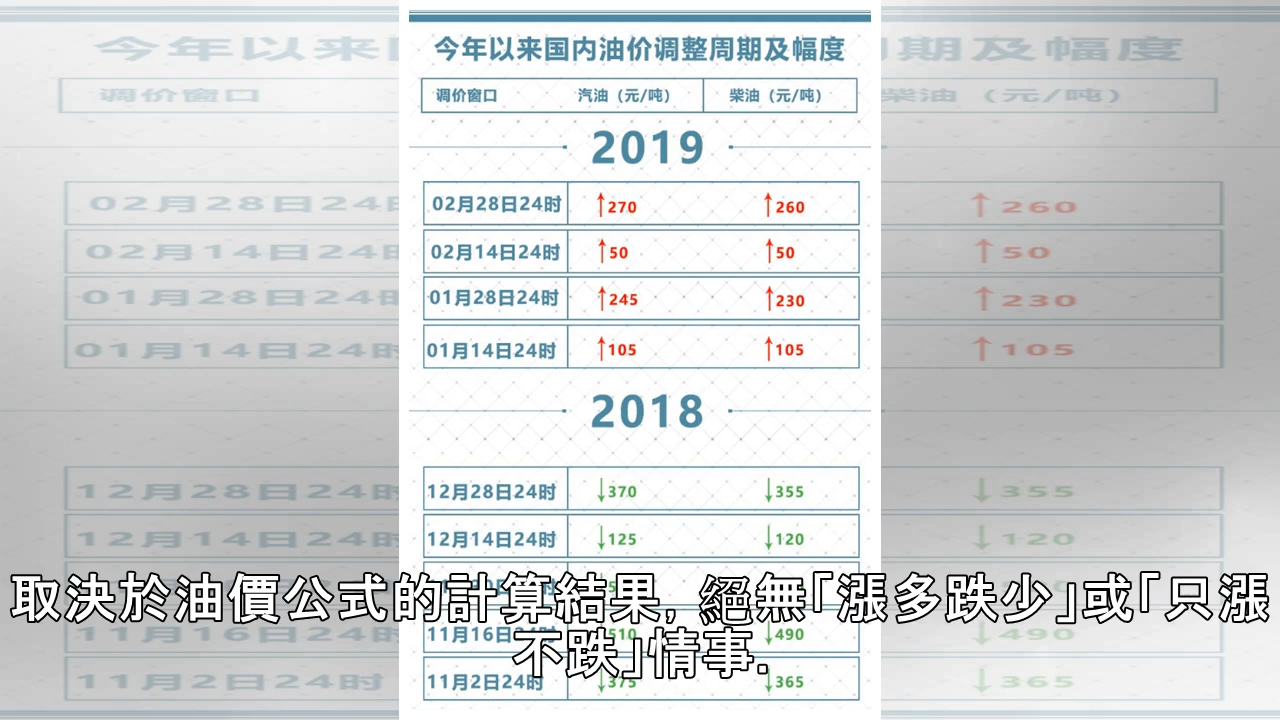 今年以来国内油价调整周期及幅度
调价窗口 汽油（元/吨） 柴油（元/吨）
2019
02月28日24时 ↑270 ↑260
02月14日24时 ↑50 ↑50
01月28日24时 ↑245 ↑230
01月14日24时 ↑105 ↑105
2018
12月28日24时 ↓370 ↓355
12月14日24时 ↓125 ↓120
11月16日24时 ↓510 ↓490
11月2日24时 ↓375 ↓365
取決於油價公式的計算結果, 絕無「漲多跌少」或「只漲
不跌」情事.